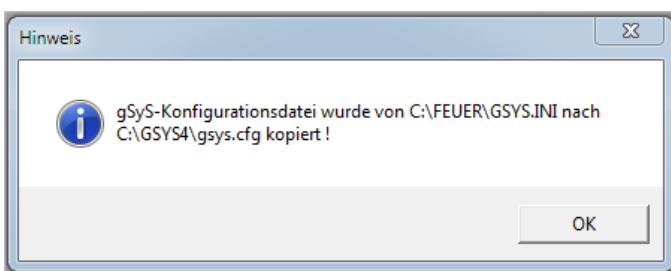 Hinweis
gSyS-Konfigurationsdatei wurde von C:\FEUER\GSYS.INI nach
C:\GSYS4\gsys.cfg kopiert !
OK